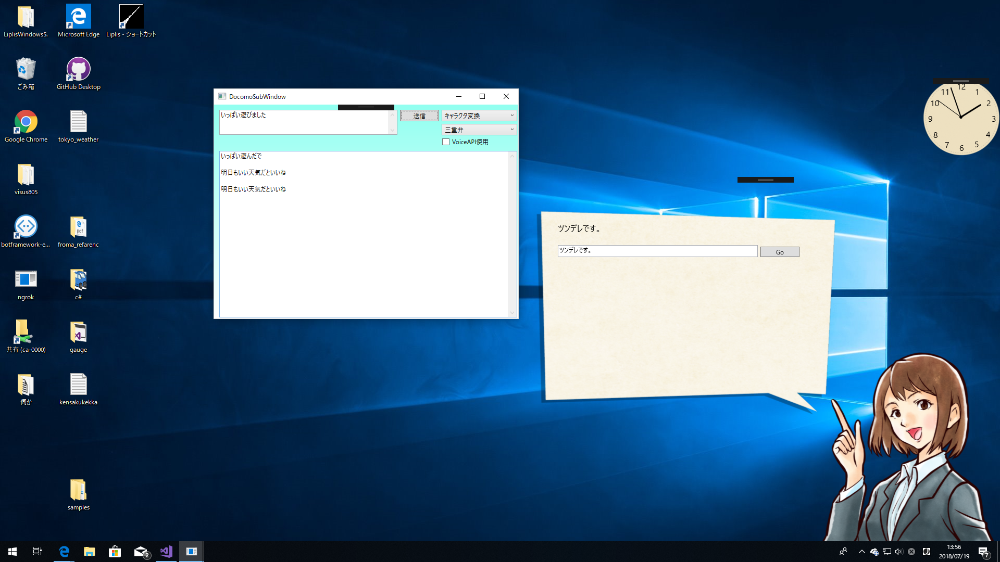 LiplisWindows5.
Microsoft Edge
Liplis - ショートカット
ごみ箱
GitHub Desktop
Google Chrome
tokyo_weather
visus805
botframework-e...
froma_refarenc
e
pdf
ngrok
c#
共有 (ca-0000)
gauge
伺か
kensakukekka
samples
DocomoSubWindow
いっぱい遊びました
送信
キャラクタ変換
三重弁
VoiceAPI使用
いっぱい遊んだで
明日もいい天気だといいね
明日もいい天気だといいね
12
1
2
3
4
5
6
7
8
9
10
11
ツンデレです。
ツンデレです。
Go
2
13:56
2018/07/19
7